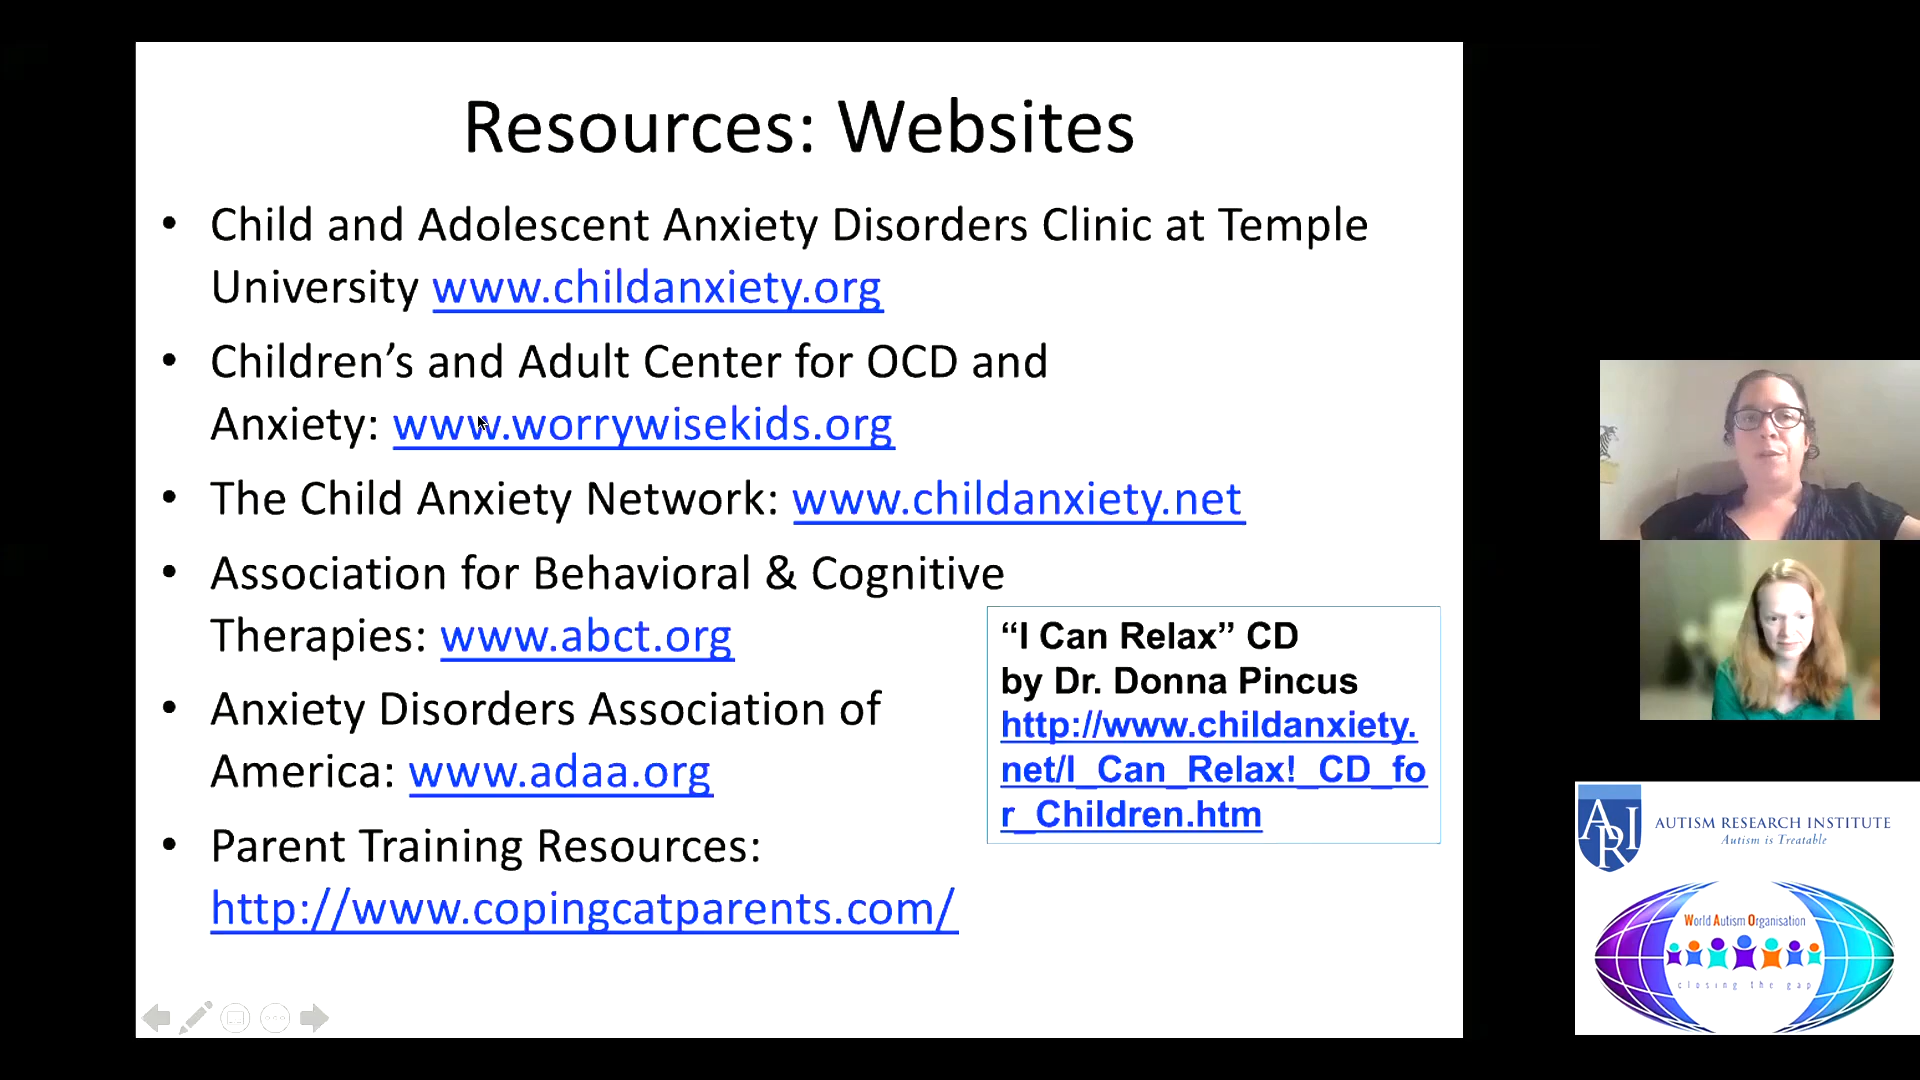 Resources: Websites
• Child and Adolescent Anxiety Disorders Clinic at Temple
University www.childanxiety.org
• Children’s and Adult Center for OCD and
Anxiety: www.worrywisekids.org
• The Child Anxiety Network: www.childanxiety.net
• Association for Behavioral & Cognitive
Therapies: www.abct.org
• Anxiety Disorders Association of
America: www.adaa.org
• Parent Training Resources:
http://www.copingcatparents.com/
“I Can Relax” CD
by Dr. Donna Pincus
http://www.childanxiety.
net/I_Can_Relax!_CD_fo
r_Children.htm
ARI
AUTISM RESEARCH INSTITUTE
Autism is Treatable
World Autism Organisation
closing the gap